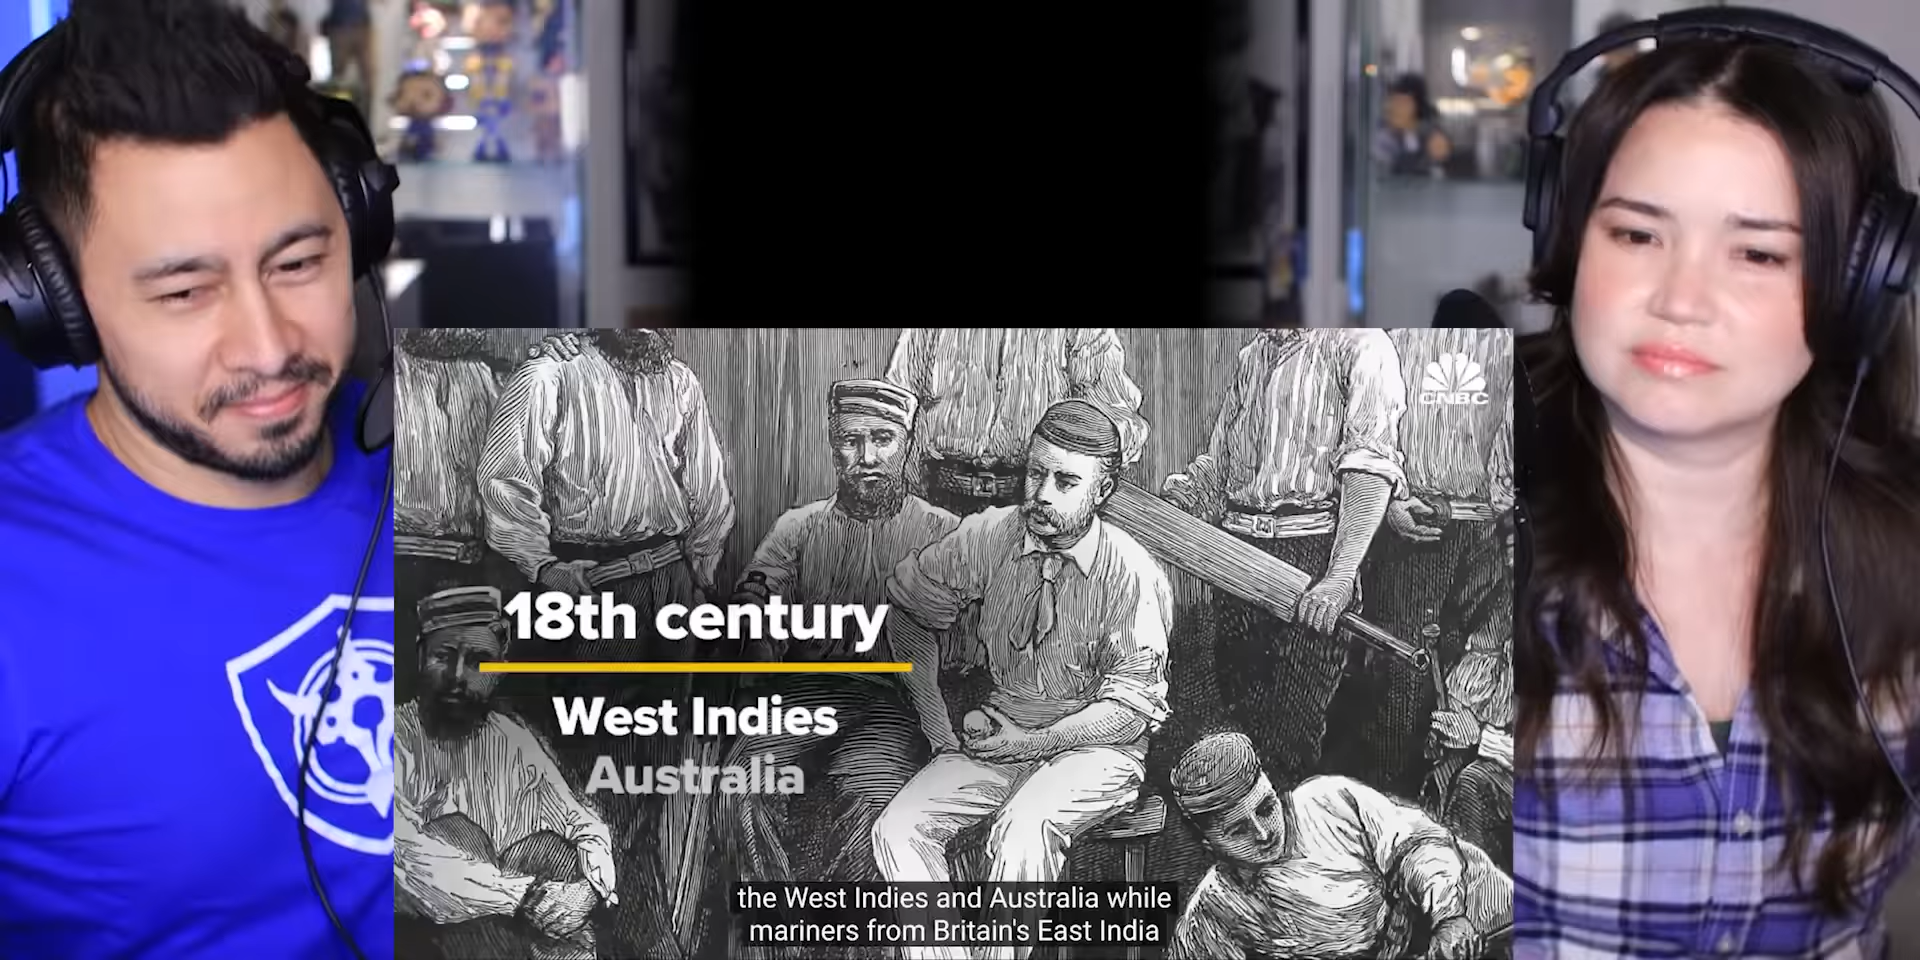 CNBC
18th century
West Indies
Australia
the West Indies and Australia while
mariners from Britain's East India